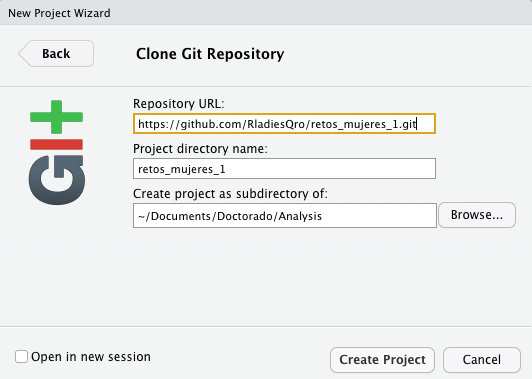 New Project Wizard
Back
Clone Git Repository
git
Repository URL:
https://github.com/RladiesQro/retos_mujeres_1.git
Project directory name:
retos_mujeres_1
Create project as subdirectory of:
~/Documents/Doctorado/Analysis
Browse...
Open in new session
Create Project
Cancel